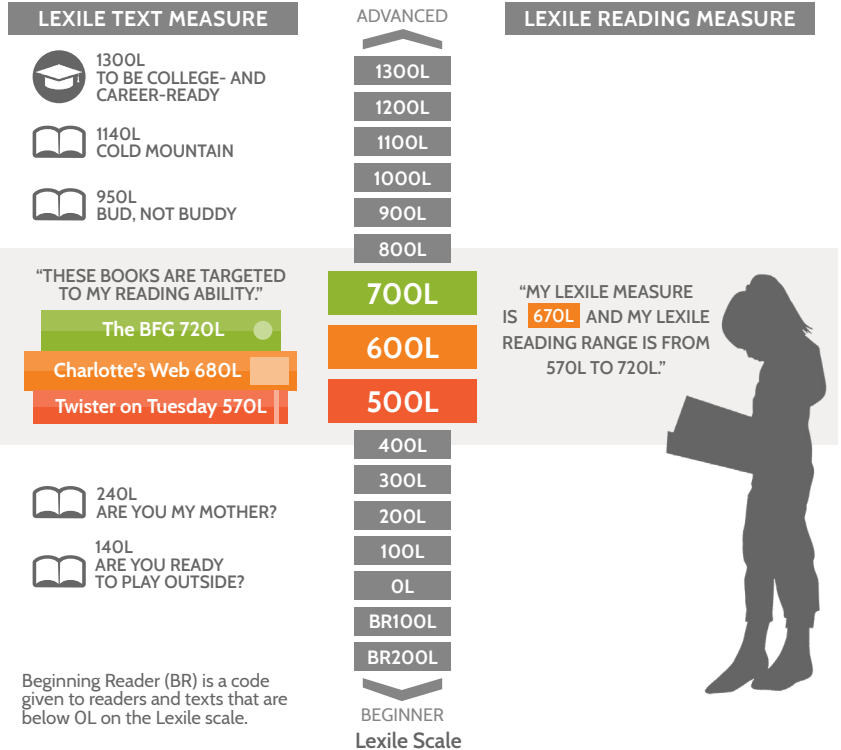 LEXILE TEXT MEASURE
1300L
TO BE COLLEGE- AND
CAREER-READY
1140L
COLD MOUNTAIN
950L
BUD, NOT BUDDY
“THESE BOOKS ARE TARGETED
TO MY READING ABILITY.”
The BFG 720L
Charlotte’s Web 680L
Twister on Tuesday 570L
240L
ARE YOU MY MOTHER?
140L
ARE YOU READY
TO PLAY OUTSIDE?
Beginning Reader (BR) is a code
given to readers and texts that are
below 0L on the Lexile scale.
ADVANCED
1300L
1200L
1100L
1000L
900L
800L
700L
600L
500L
400L
300L
200L
100L
0L
BR100L
BR200L
BEGINNER
Lexile Scale
LEXILE READING MEASURE
“MY LEXILE MEASURE
IS 670L AND MY LEXILE
READING RANGE IS FROM
570L TO 720L.”